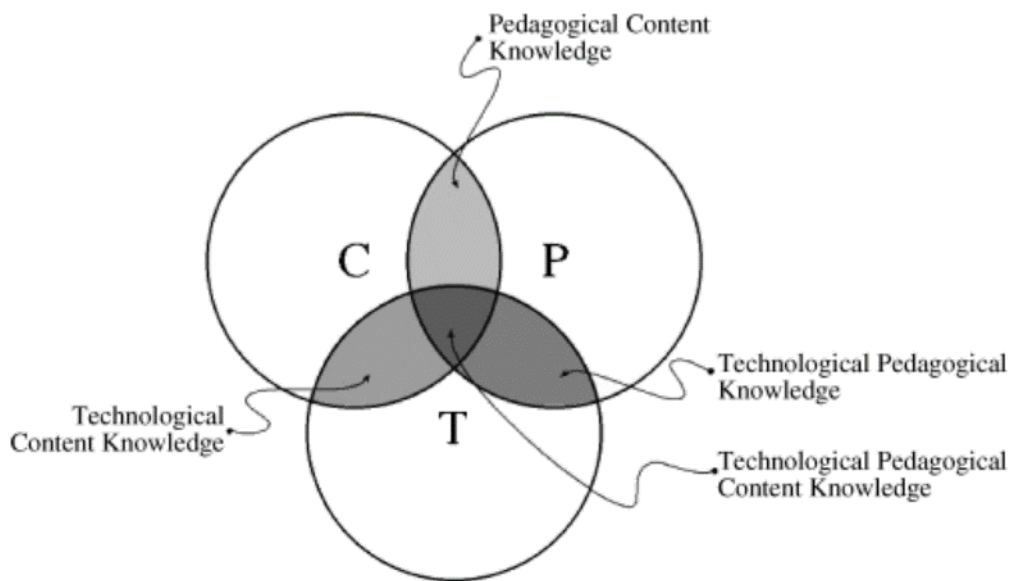 Pedagogical Content
Knowledge
C
P
Technological Pedagogical
Knowledge
Technological
Content Knowledge
T
Technological Pedagogical
Content Knowledge